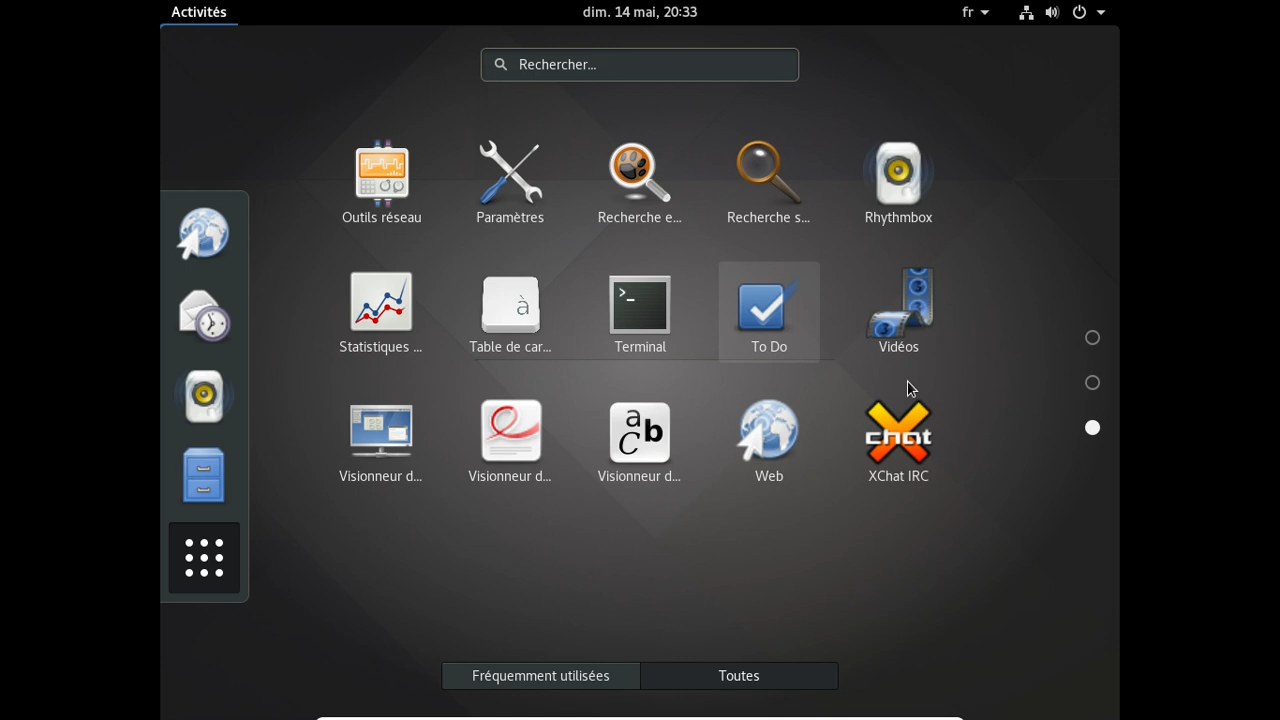 Activités dim. 14 mai, 20:33 fr
Rechercher...
Outils réseau Paramètres Recherche e... Recherche s... Rhythmbox
à >_
Statistiques ... Table de car... Terminal To Do Vidéos
a b c chat
Visionneur d... Visionneur d... Visionneur d... Web XChat IRC
Fréquemment utilisées Toutes